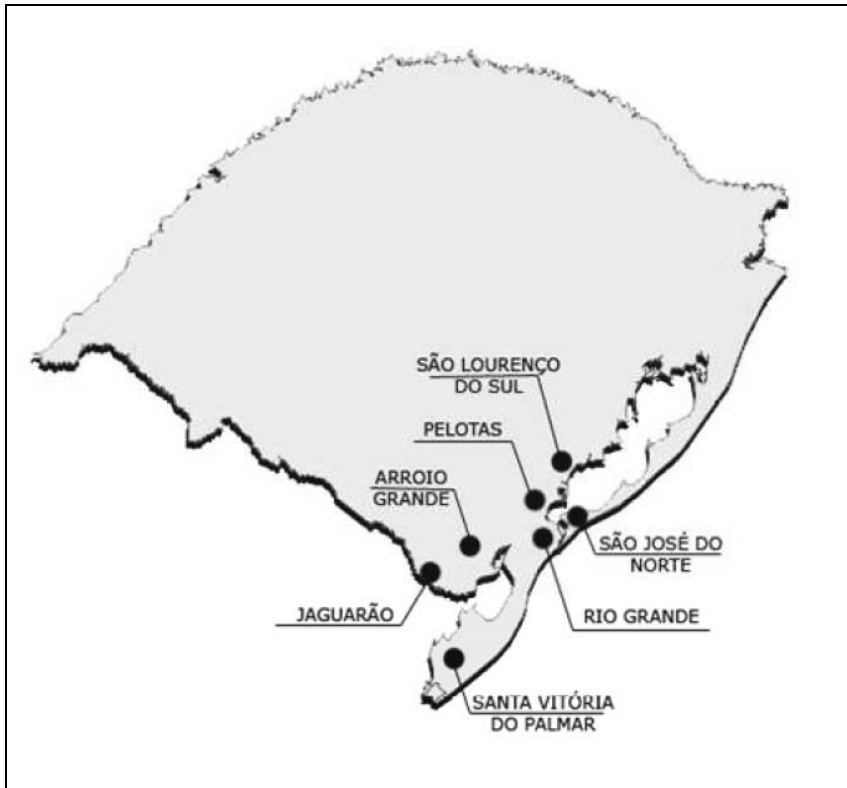 SÃO LOURENÇO
DO SUL
PELOTAS
ARROIO
GRANDE
SÃO JOSÉ DO
NORTE
JAGUARÃO
RIO GRANDE
SANTA VITÓRIA
DO PALMAR